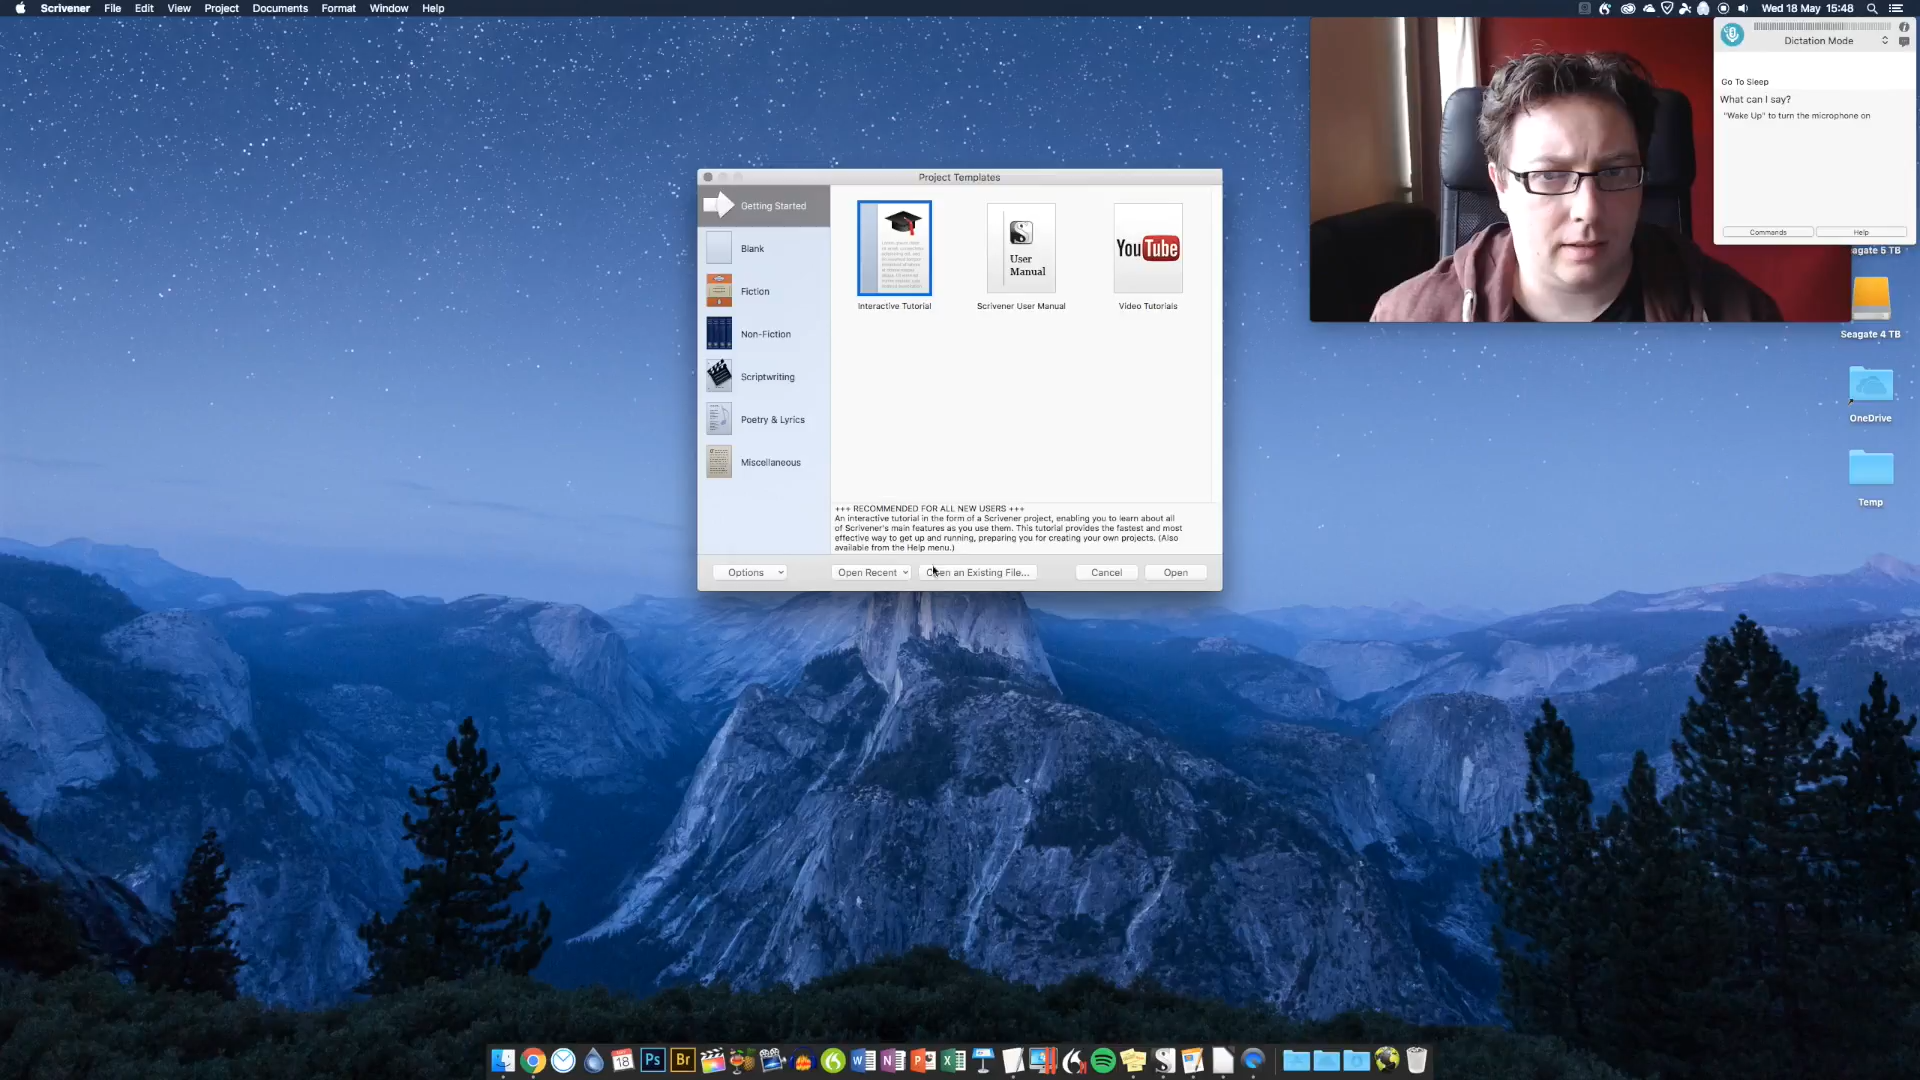 Scrivener File Edit View Project Documents Format Window Help
Wed 18 May 15:48
Dictation Mode
Go To Sleep
What can I say?
"Wake Up" to turn the microphone on
Commands Help
Project Templates
Getting Started
Blank
Fiction
Non-Fiction
Scriptwriting
Poetry & Lyrics
Miscellaneous
User
Manual
YouTube
Interactive Tutorial Scrivener User Manual Video Tutorials
+++ RECOMMENDED FOR ALL NEW USERS +++
An interactive tutorial in the form of a Scrivener project, enabling you to learn about all
of Scrivener's main features as you use them. This tutorial provides the fastest and most
effective way to get up and running, preparing you for creating your own projects. (Also
available from the Help menu.)
Options Open Recent an Existing File... Cancel Open
5 TB
Seagate 4 TB
OneDrive
Temp
18
Ps
Br